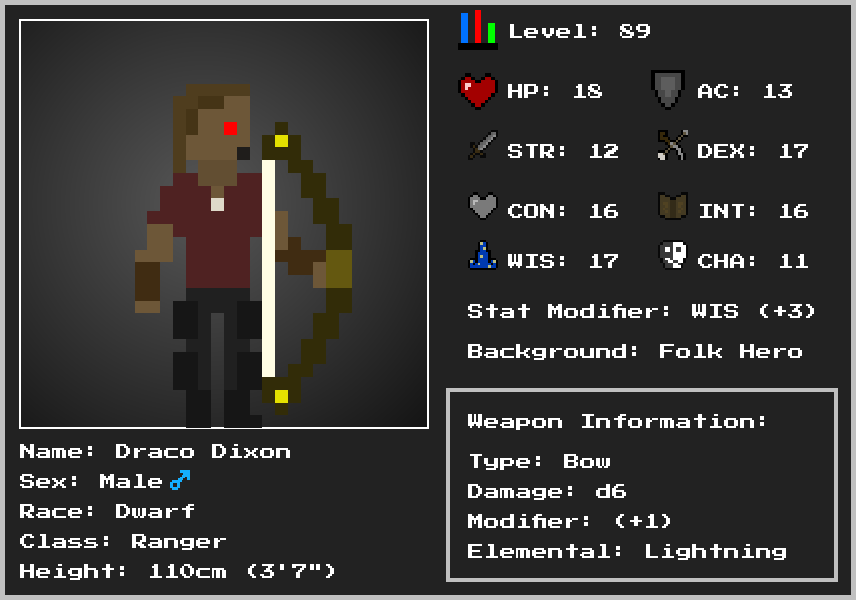 Level: 89
HP: 18
AC: 13
STR: 12
DEX: 17
CON: 16
INT: 16
WIS: 17
CHA: 11
Stat Modifier: WIS (+3)
Background: Folk Hero
Weapon Information:
Type: Bow
Damage: d6
Modifier: (+1)
Elemental: Lightning
Name: Draco Dixon
Sex: Male ♂
Race: Dwarf
Class: Ranger
Height: 110cm (3'7")